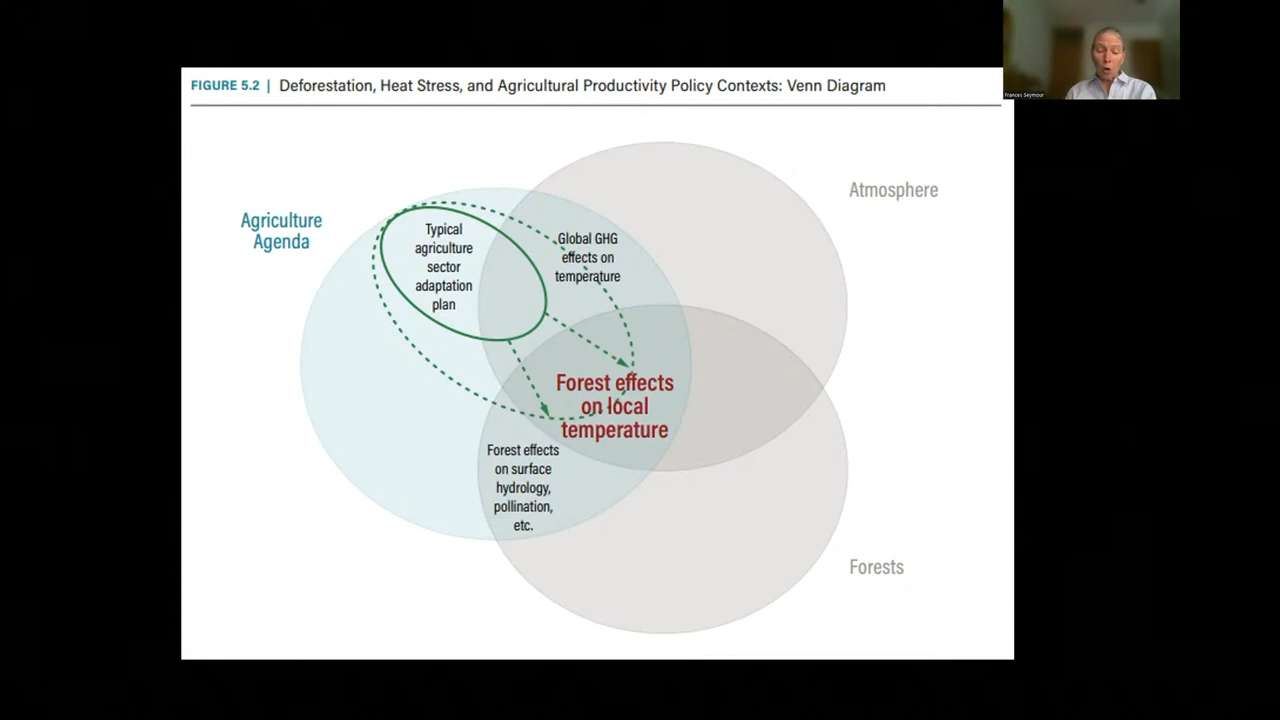 FIGURE 5.2 | Deforestation, Heat Stress, and Agricultural Productivity Policy Contexts: Venn Diagram
Frances Seymour
Atmosphere
Agriculture
Agenda
Typical
agriculture
sector
adaptation
plan
Global GHG
effects on
temperature
Forest effects
on local
temperature
Forest effects
on surface
hydrology,
pollination,
etc.
Forests